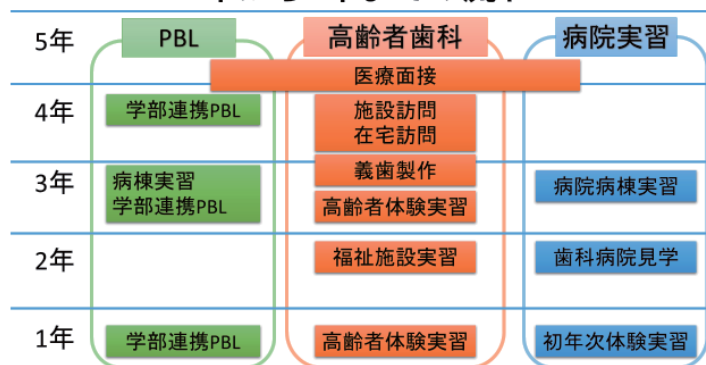 5年
PBL
高齢者歯科
病院実習
医療面接
4年
学部連携PBL
施設訪問
在宅訪問
3年
病棟実習
学部連携PBL
義歯製作
高齢者体験実習
病院病棟実習
2年
福祉施設実習
歯科病院見学
1年
学部連携PBL
高齢者体験実習
初年次体験実習